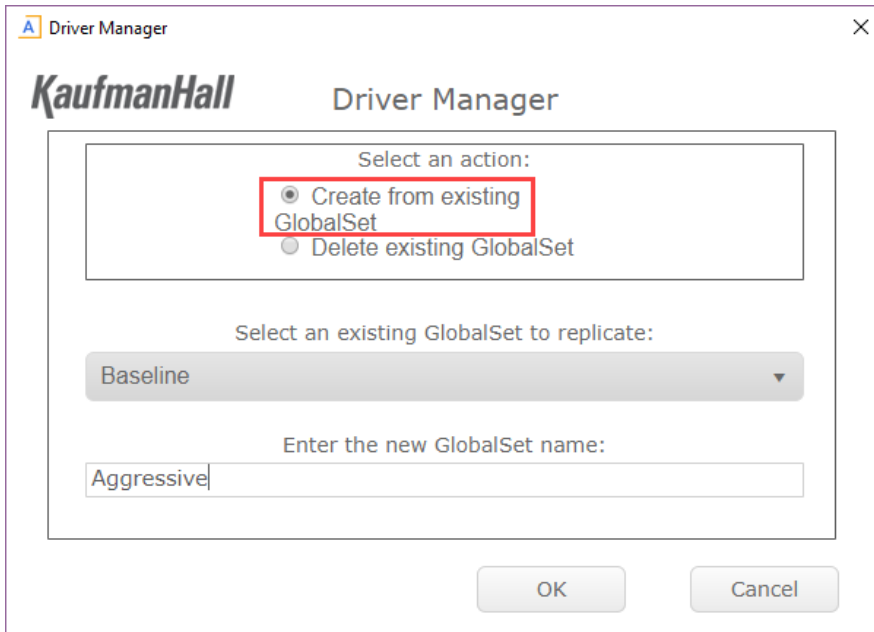 Driver Manager
KaufmanHall
Driver Manager
Select an action:
Create from existing
GlobalSet
Delete existing GlobalSet
Select an existing GlobalSet to replicate:
Baseline
Enter the new GlobalSet name:
Aggressive
OK
Cancel